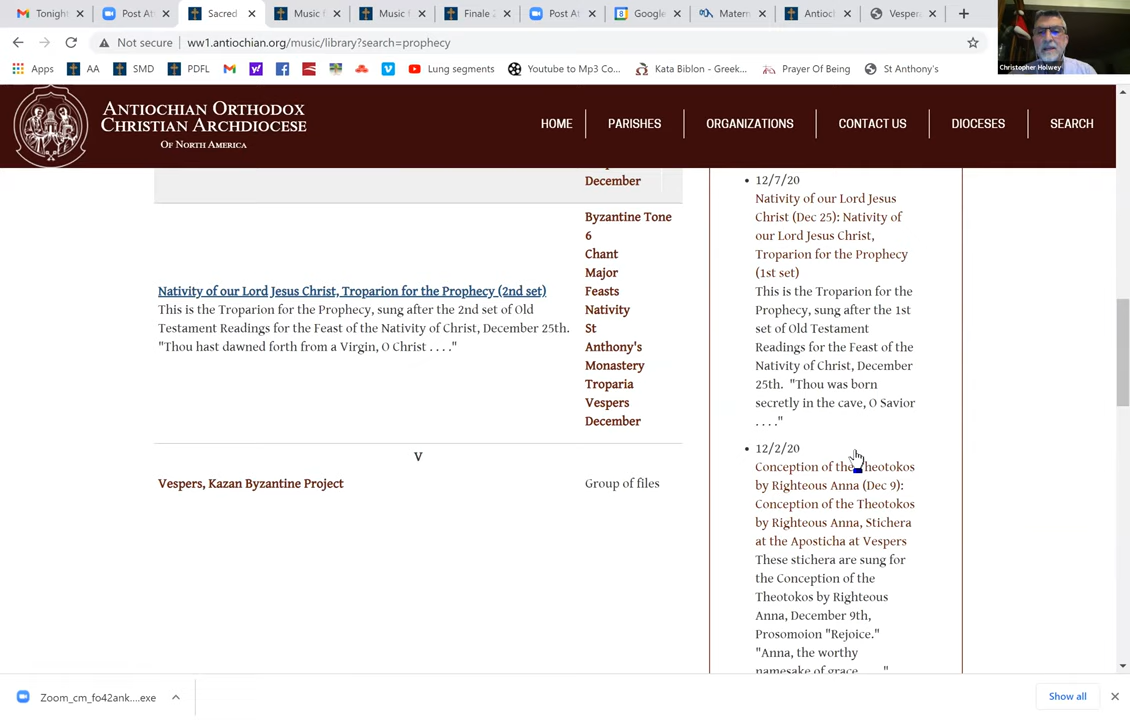 Tonight
Post At
Sacred
Music
Music
Finale 2
Post At
Google
Matern
Antioch
Vespera
Not secure
ww1.antiochian.org/music/library?search=prophecy
Apps
AA
SMD
PDFL
Lung segments
Youtube to Mp3 Co...
Kata Biblon - Greek...
Prayer Of Being
St Anthony's
Christopher Holwey
ANTIOCHIAN ORTHODOX
CHRISTIAN ARCHDIOCESE
OF NORTH AMERICA
HOME
PARISHES
ORGANIZATIONS
CONTACT US
DIOCESES
SEARCH
December
Byzantine Tone
6
Chant
Major
Feasts
Nativity
St
Anthony's
Monastery
Troparia
Vespers
December
Nativity of our Lord Jesus Christ, Troparion for the Prophecy (2nd set)
This is the Troparion for the Prophecy, sung after the 2nd set of Old
Testament Readings for the Feast of the Nativity of Christ, December 25th.
"Thou hast dawned forth from a Virgin, O Christ . . . ."
V
Vespers, Kazan Byzantine Project
Group of files
• 12/7/20
Nativity of our Lord Jesus
Christ (Dec 25): Nativity of
our Lord Jesus Christ,
Troparion for the Prophecy
(1st set)
This is the Troparion for the
Prophecy, sung after the 1st
set of Old Testament
Readings for the Feast of the
Nativity of Christ, December
25th. "Thou was born
secretly in the cave, O Savior
. . . ."
• 12/2/20
Conception of the Theotokos
by Righteous Anna (Dec 9):
Conception of the Theotokos
by Righteous Anna, Stichera
at the Aposticha at Vespers
These stichera are sung for
the Conception of the
Theotokos by Righteous
Anna, December 9th,
Prosomoion "Rejoice."
"Anna, the worthy
namesake of grace . . . ."
Zoom_cm_fo42ank....exe
Show all